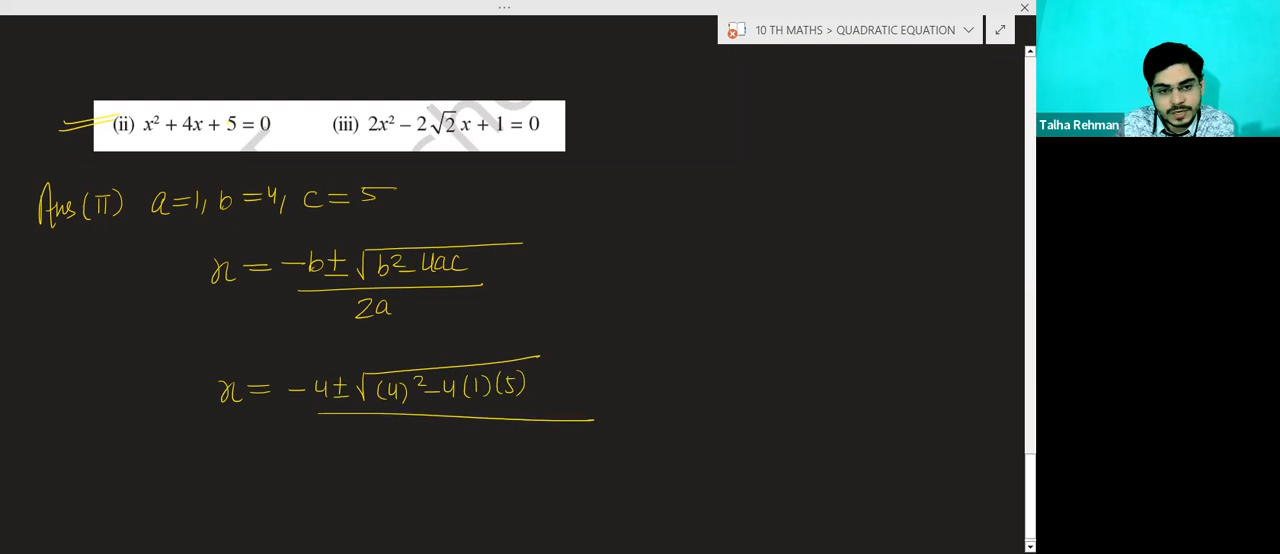 10 TH MATHS > QUADRATIC EQUATION
Talha Rehman
(ii) x² + 4x + 5 = 0 (iii) 2x² – 2√2 x + 1 = 0
Ans (II) a=1, b=4, c=5
x = -b ± √b²-4ac
2a
x = -4 ± √(4)²-4(1)(5)